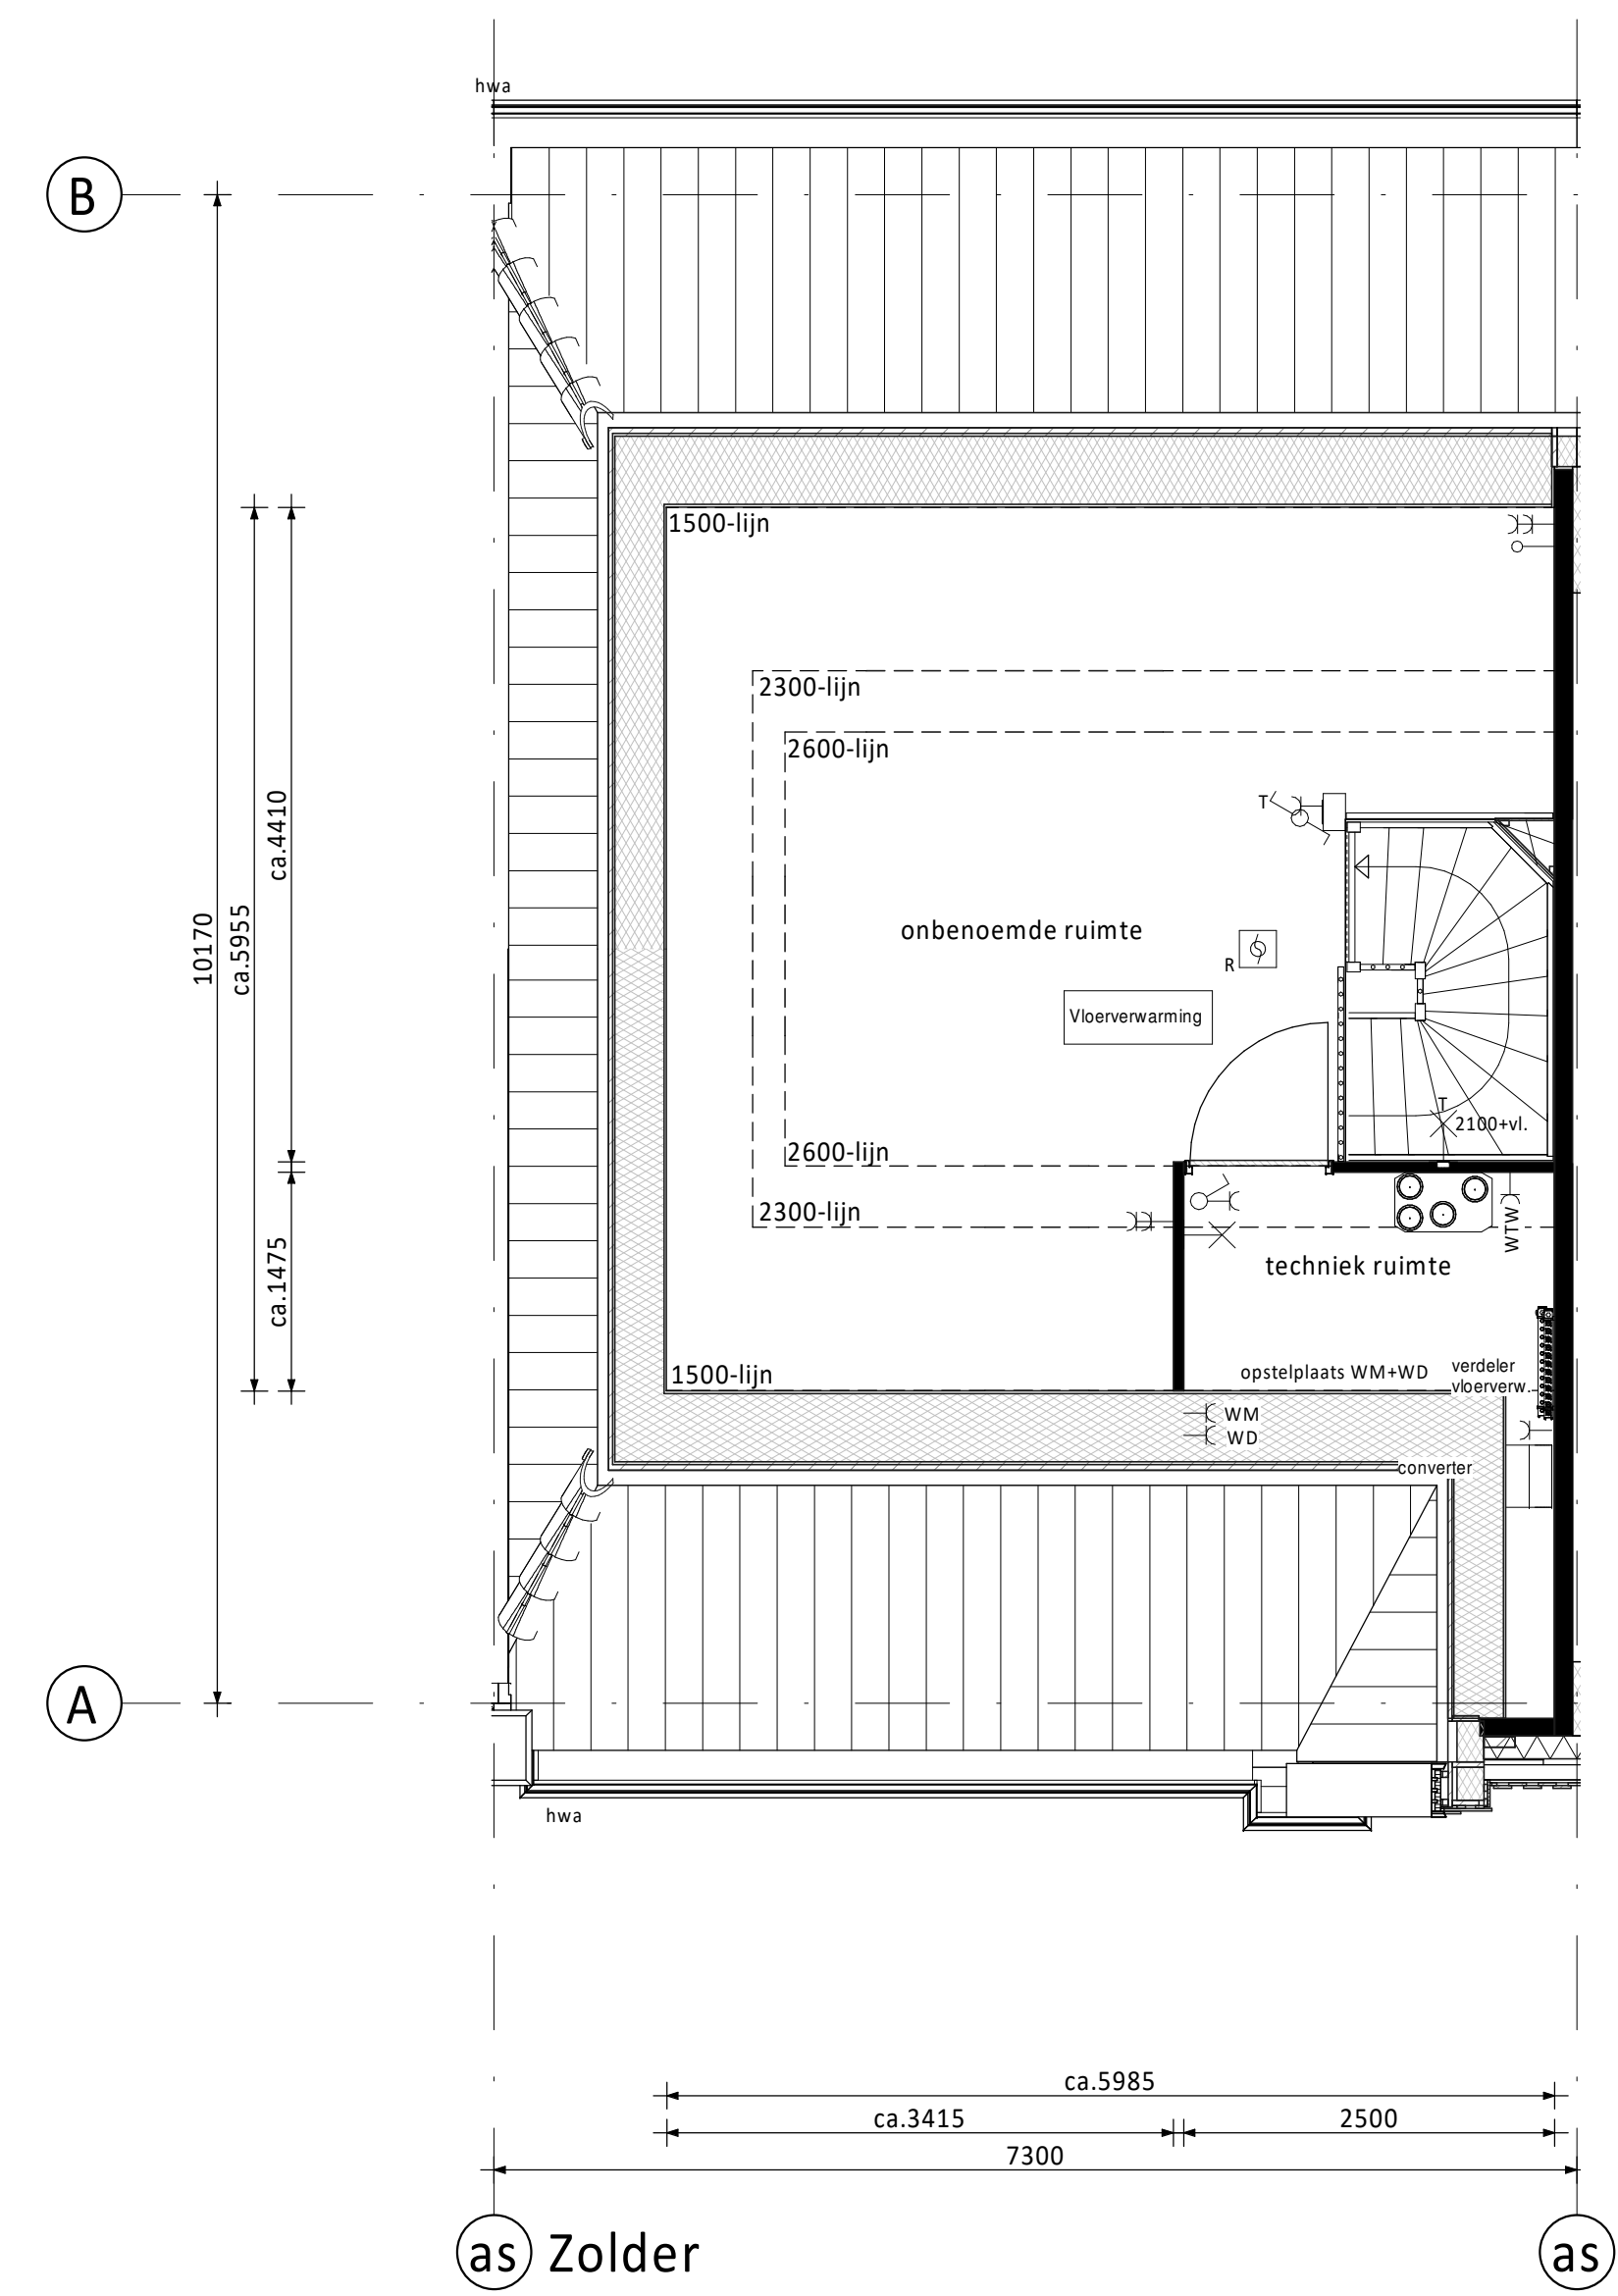 hwa
B
1500-lijn
2300-lijn
2600-lijn
T
ca.4410
10170
ca.5955
onbenoemde ruimte
R
Vloerverwarming
T
2100+vl.
2600-lijn
2300-lijn
WTW
techniek ruimte
ca.1475
1500-lijn
opstelplaats WM+WD
verdeler
vloerverw.
WM
WD
converter
A
hwa
ca.5985
ca.3415
2500
7300
as
Zolder
as